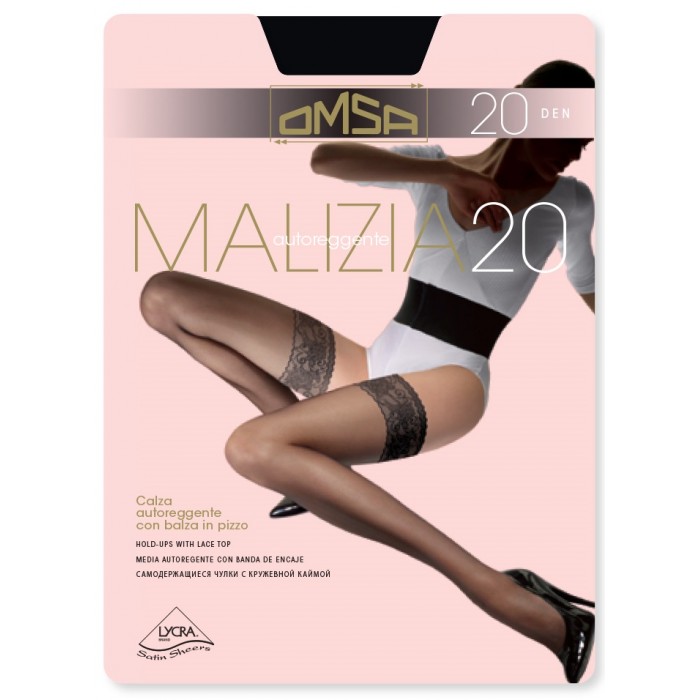 OMSA
20 DEN
MALIZIA 20
autoreggente
Calza
autoreggente
con balza in pizzo
HOLD-UPS WITH LACE TOP
MEDIA AUTOREGENTE CON BANDA DE ENCAJE
САМОДЕРЖАЩИЕСЯ ЧУЛКИ С КРУЖЕВНОЙ КАЙМОЙ
LYCRA®
BRAND
Satin Sheers